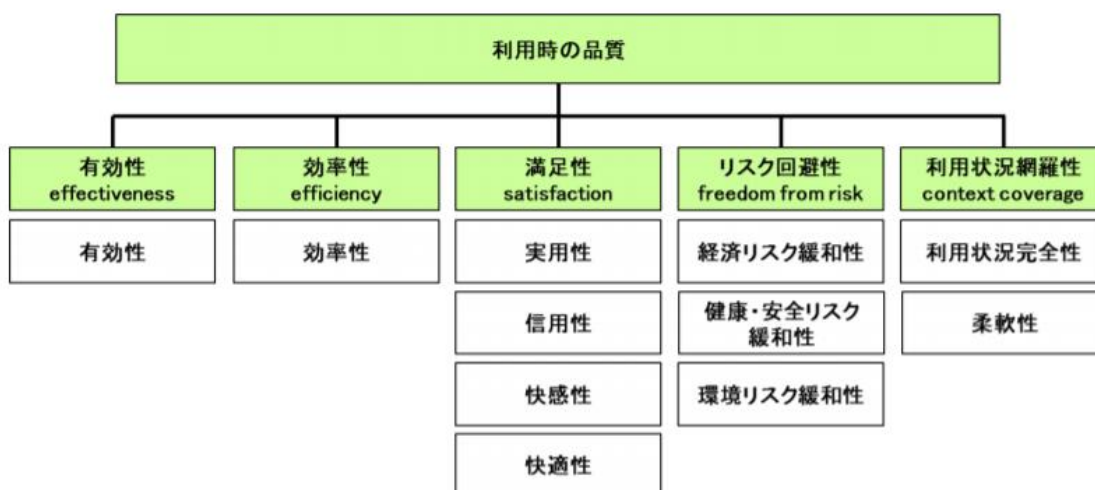 利用時の品質
有効性
effectiveness
効率性
efficiency
満足性
satisfaction
リスク回避性
freedom from risk
利用状況網羅性
context coverage
有効性
効率性
実用性
経済リスク緩和性
利用状況完全性
信用性
健康・安全リスク
緩和性
柔軟性
快感性
環境リスク緩和性
快適性